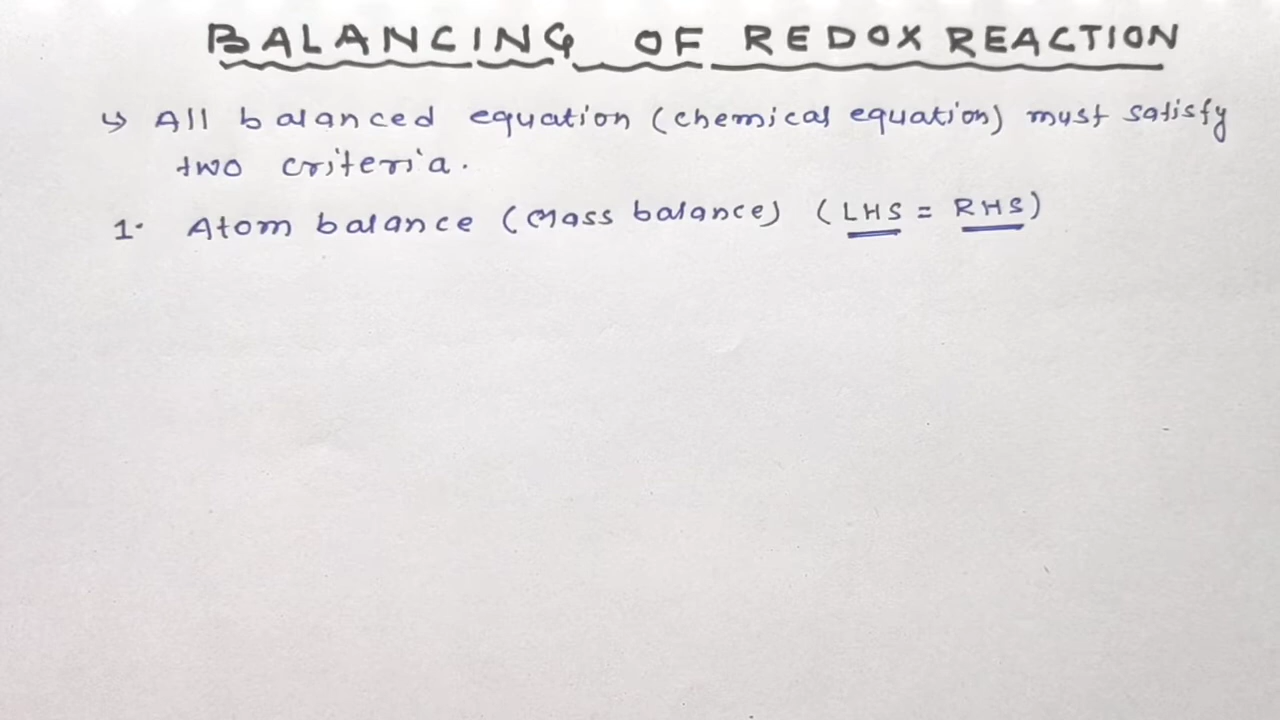 BALANCING OF REDOX REACTION
↳ All balanced equation (chemical equation) must satisfy
two criteria.
1. Atom balance (Mass balance) (LHS = RHS)